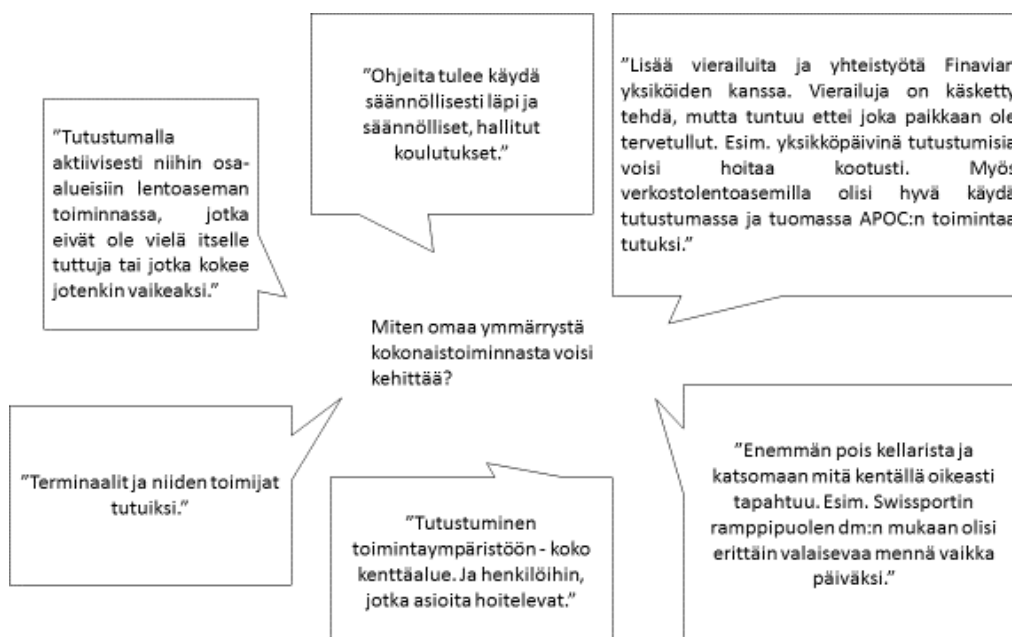 ”Ohjeita tulee käydä
säännöllisesti läpi ja
säännölliset, hallitut
koulutukset.”
”Lisää vierailuita ja yhteistyötä Finavian
yksiköiden kanssa. Vierailuja on käsketty
tehdä, mutta tuntuu ettei joka paikkaan ole
tervetullut. Esim. yksikköpäivinä tutustumisia
voisi hoitaa kootusti. Myös
verkostolentoasemilla olisi hyvä käydä
tutustumassa ja tuomassa APOC:n toimintaa
tutuksi.”
”Tutustumalla
aktiivisesti niihin osa-
alueisiin lentoaseman
toiminnassa, jotka
eivät ole vielä itselle
tuttuja tai jotka kokee
jotenkin vaikeaksi.”
Miten omaa ymmärrystä
kokonaistoiminnasta voisi
kehittää?
”Terminaalit ja niiden toimijat
tutuiksi.”
”Tutustuminen
toimintaympäristöön - koko
kenttäalue. Ja henkilöihin,
jotka asioita hoitelevat.”
”Enemmän pois kellarista ja
katsomaan mitä kentällä oikeasti
tapahtuu. Esim. Swissportin
ramppipuolen dm:n mukaan olisi
erittäin valaisevaa mennä vaikka
päiväksi.”